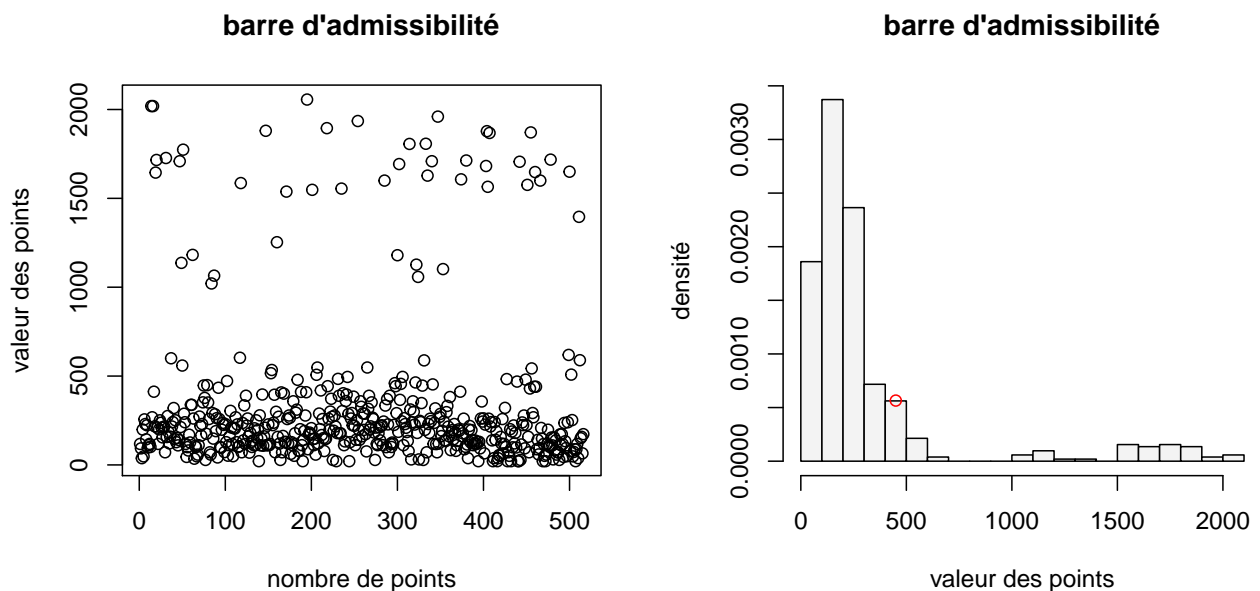 barre d'admissibilité
valeur des points
2000
1500
1000
500
0
0 100 200 300 400 500
nombre de points
barre d'admissibilité
densité
0.0030
0.0020
0.0010
0.0000
0 500 1000 1500 2000
valeur des points